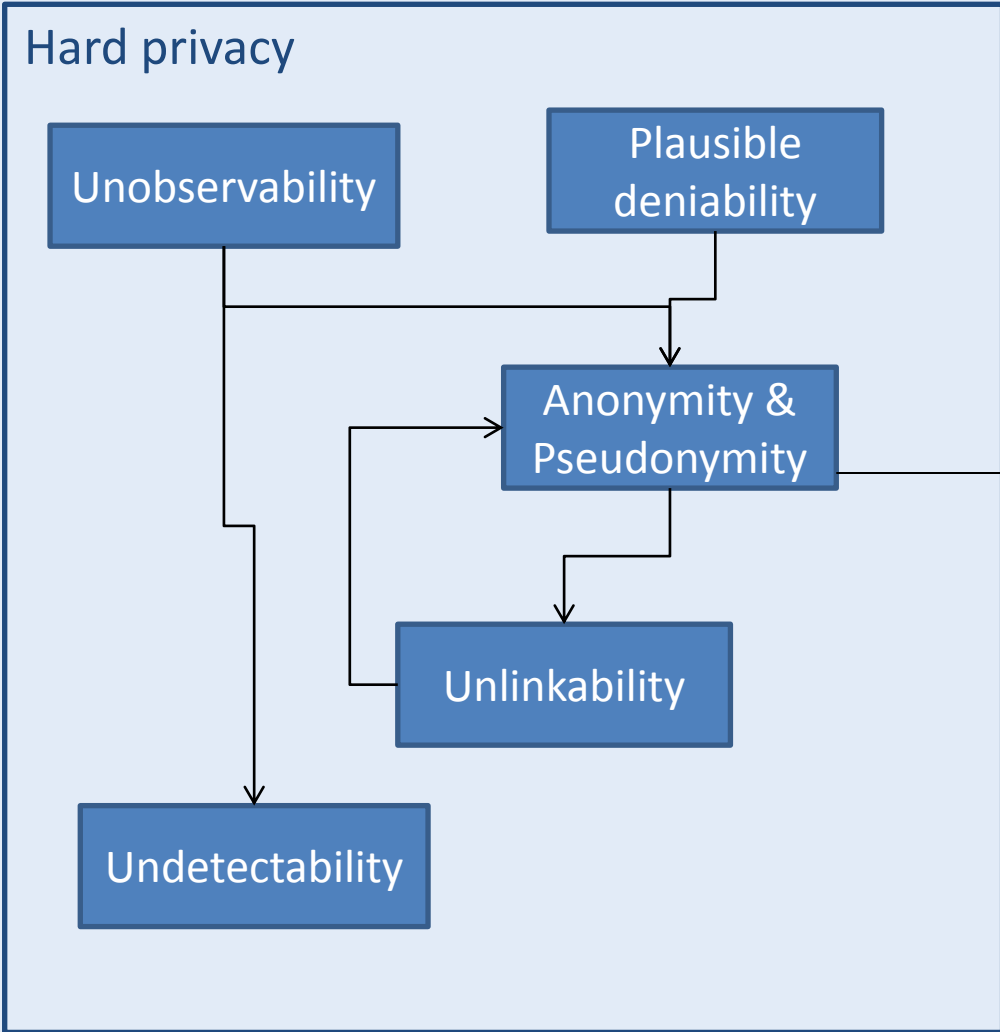 Hard privacy
Unobservability
Plausible
deniability
Anonymity &
Pseudonymity
Unlinkability
Undetectability